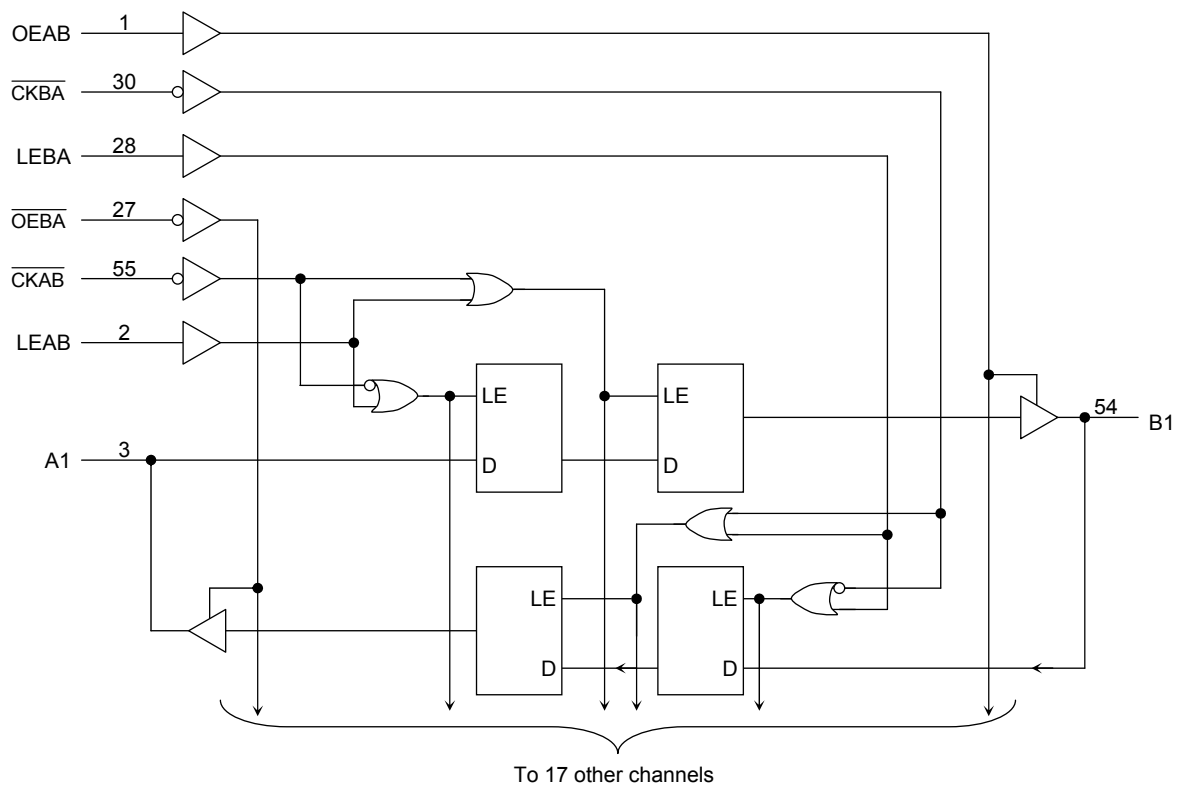 OEAB 1
CKBA 30
LEBA 28
OEBA 27
CKAB 55
LEAB 2
LE LE
54 B1
A1 3 D D
LE LE
D D
To 17 other channels